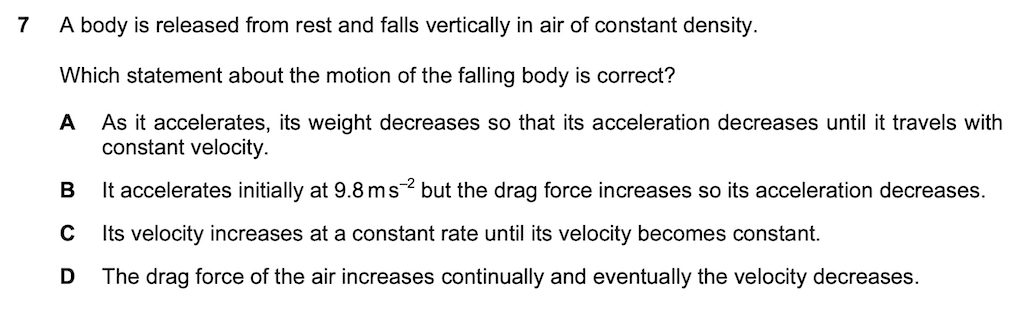 7 A body is released from rest and falls vertically in air of constant density.
Which statement about the motion of the falling body is correct?
A As it accelerates, its weight decreases so that its acceleration decreases until it travels with
constant velocity.
B It accelerates initially at 9.8 m s⁻² but the drag force increases so its acceleration decreases.
C Its velocity increases at a constant rate until its velocity becomes constant.
D The drag force of the air increases continually and eventually the velocity decreases.